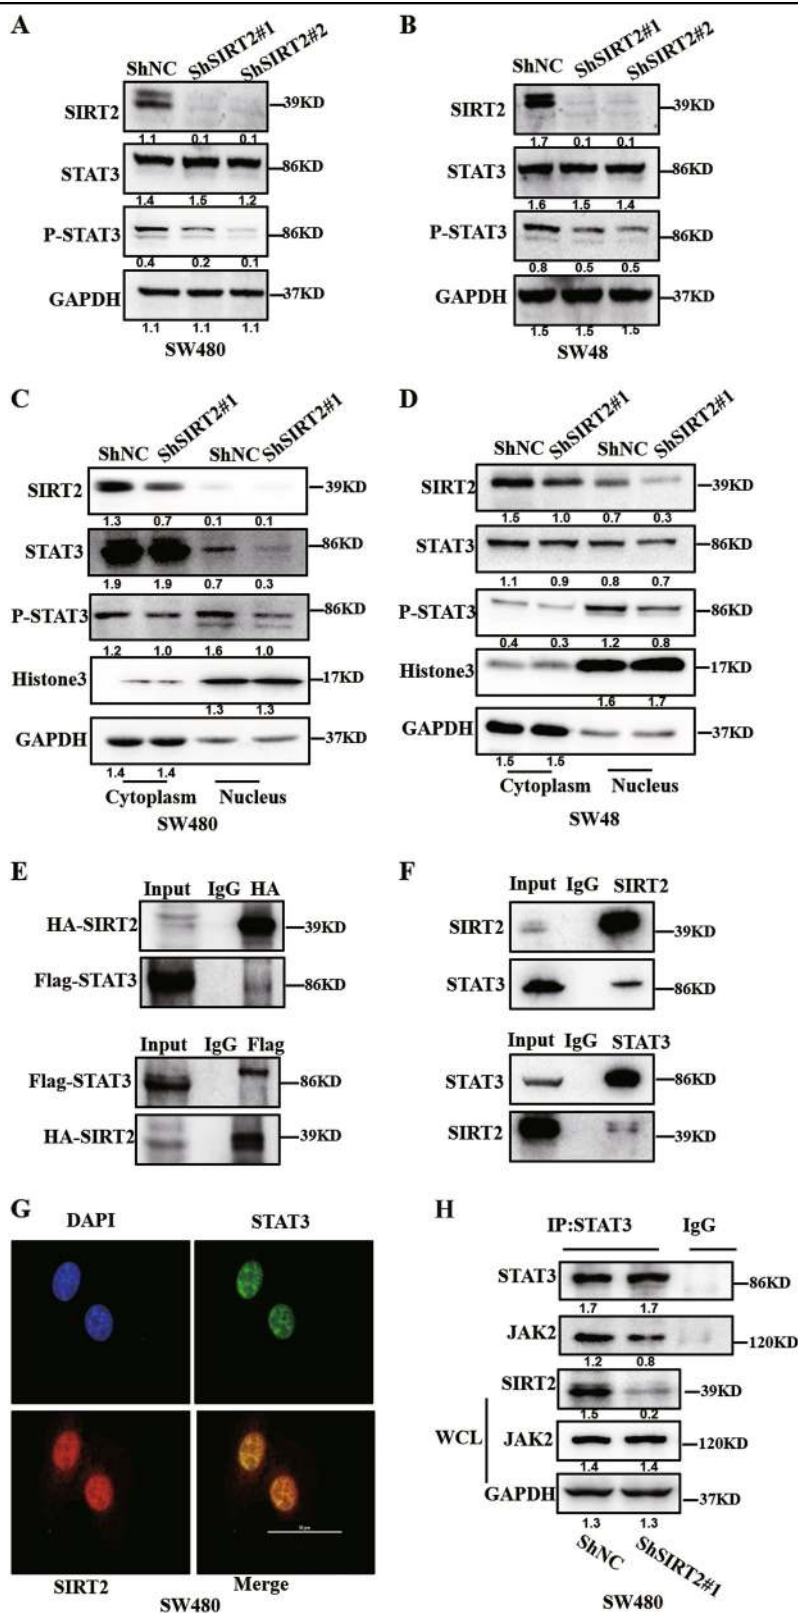 A
ShNC ShSIRT2#1 ShSIRT2#2
SIRT2 39KD
1.1 0.1 0.1
STAT3 86KD
1.4 1.5 1.2
P-STAT3 86KD
0.4 0.2 0.1
GAPDH 37KD
1.1 1.1 1.1
SW480
B
ShNC ShSIRT2#1 ShSIRT2#2
SIRT2 39KD
1.7 0.1 0.1
STAT3 86KD
1.6 1.5 1.4
P-STAT3 86KD
0.8 0.5 0.5
GAPDH 37KD
1.5 1.5 1.5
SW48
C
ShNC ShSIRT2#1 ShNC ShSIRT2#1
SIRT2 39KD
1.3 0.7 0.1 0.1
STAT3 86KD
1.9 1.9 0.7 0.3
P-STAT3 86KD
1.2 1.0 1.6 1.0
Histone3 17KD
1.3 1.3
GAPDH 37KD
1.4 1.4
Cytoplasm Nucleus
SW480
D
ShNC ShSIRT2#1 ShNC ShSIRT2#1
SIRT2 39KD
1.5 1.0 0.7 0.3
STAT3 86KD
1.1 0.9 0.8 0.7
P-STAT3 86KD
0.4 0.3 1.2 0.8
Histone3 17KD
1.6 1.7
GAPDH 37KD
1.5 1.5
Cytoplasm Nucleus
SW48
E
Input IgG HA
HA-SIRT2 39KD
Flag-STAT3 86KD
Input IgG Flag
Flag-STAT3 86KD
HA-SIRT2 39KD
F
Input IgG SIRT2
SIRT2 39KD
STAT3 86KD
Input IgG STAT3
STAT3 86KD
SIRT2 39KD
G
DAPI STAT3
SIRT2 Merge
SW480
H
IP:STAT3 IgG
STAT3 86KD
1.7 1.7
JAK2 120KD
1.2 0.8
SIRT2 39KD
1.5 0.2
WCL JAK2 120KD
1.4 1.4
GAPDH 37KD
1.3 1.3
ShNC ShSIRT2#1
SW480